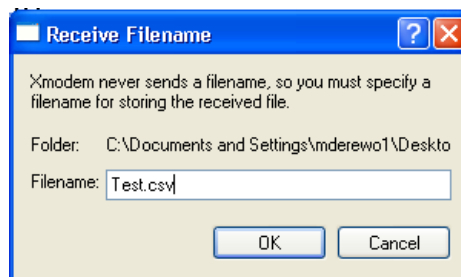 Receive Filename
Xmodem never sends a filename, so you must specify a
filename for storing the received file.
Folder: C:\Documents and Settings\mderewo1\Deskto
Filename: Test.csv
OK Cancel